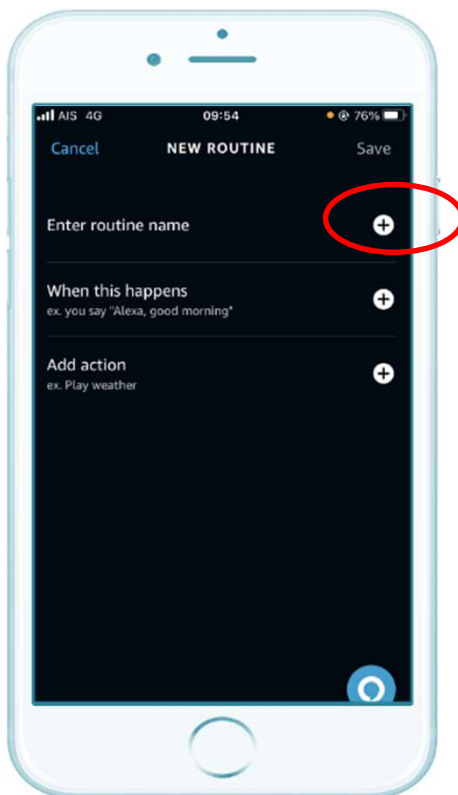 AIS 4G 09:54 76%
Cancel NEW ROUTINE Save
Enter routine name
When this happens
ex. you say "Alexa, good morning"
Add action
ex. Play weather